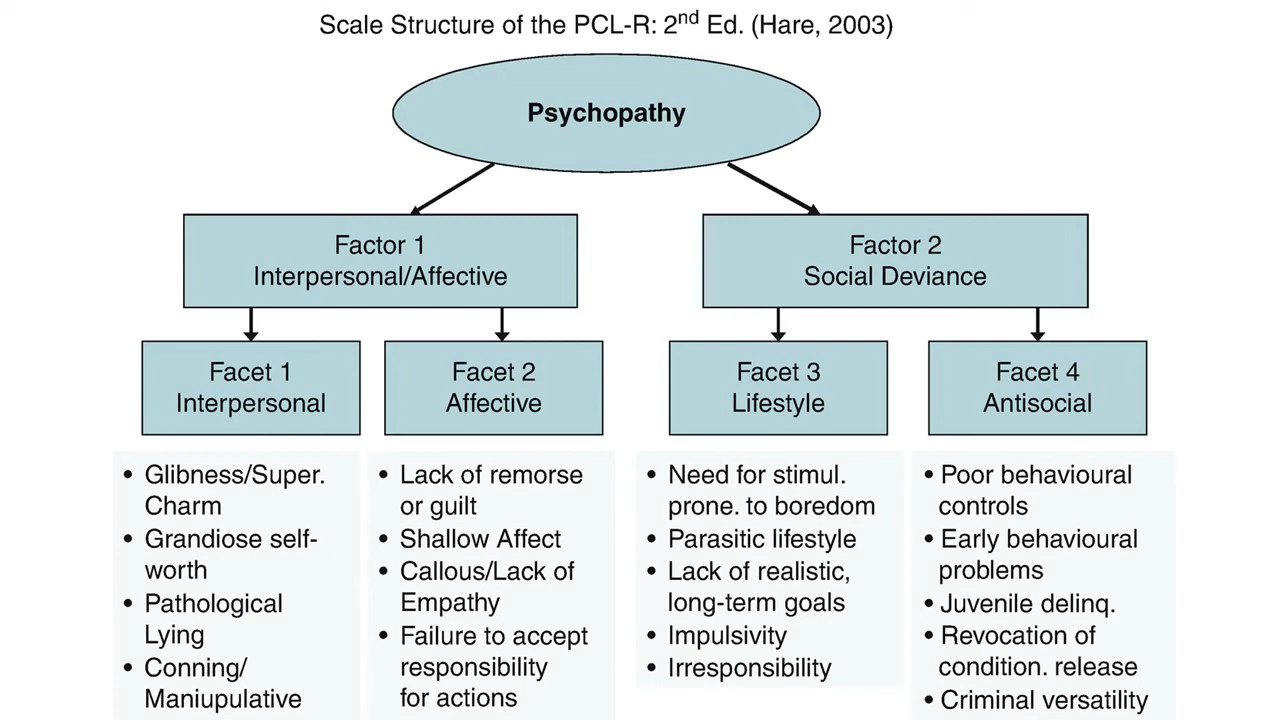 Scale Structure of the PCL-R: 2nd Ed. (Hare, 2003)
Psychopathy
Factor 1
Interpersonal/Affective
Factor 2
Social Deviance
Facet 1
Interpersonal
Facet 2
Affective
Facet 3
Lifestyle
Facet 4
Antisocial
• Glibness/Super.
Charm
• Grandiose self-
worth
• Pathological
Lying
• Conning/
Maniupulative
• Lack of remorse
or guilt
• Shallow Affect
• Callous/Lack of
Empathy
• Failure to accept
responsibility
for actions
• Need for stimul.
prone. to boredom
• Parasitic lifestyle
• Lack of realistic,
long-term goals
• Impulsivity
• Irresponsibility
• Poor behavioural
controls
• Early behavioural
problems
• Juvenile delinq.
• Revocation of
condition. release
• Criminal versatility